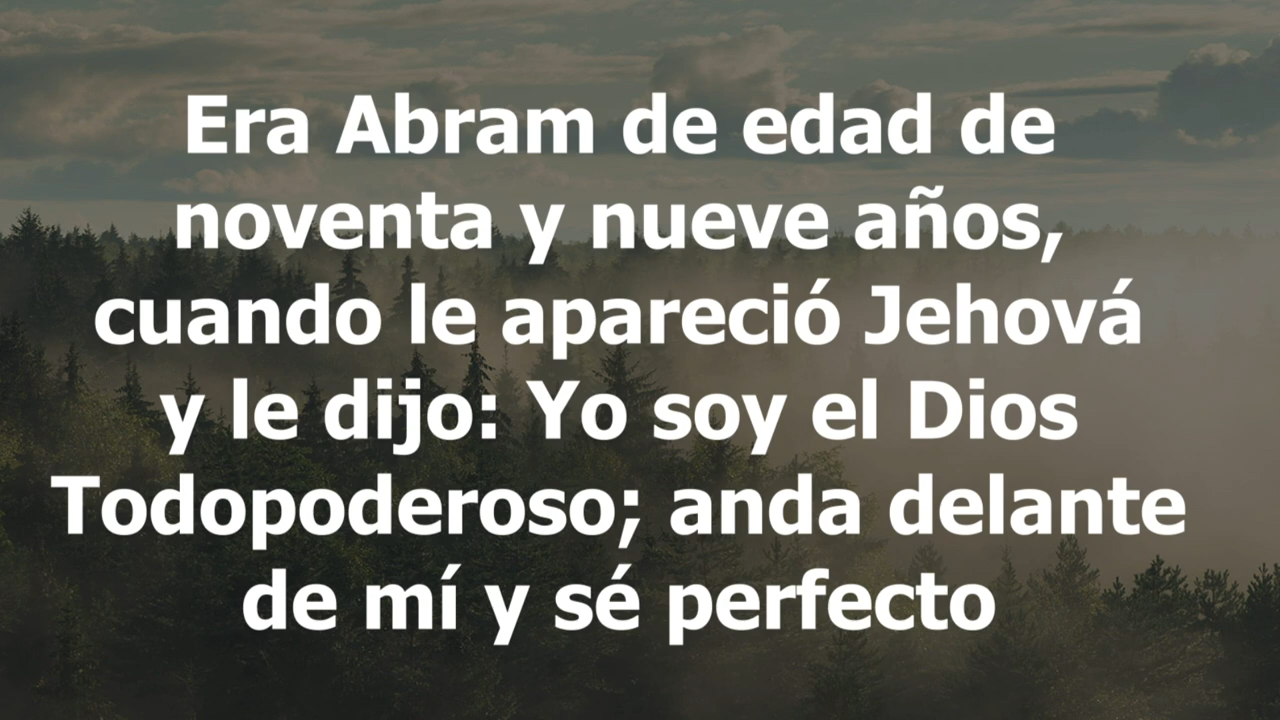 Era Abram de edad de
noventa y nueve años,
cuando le apareció Jehová
y le dijo: Yo soy el Dios
Todopoderoso; anda delante
de mí y sé perfecto